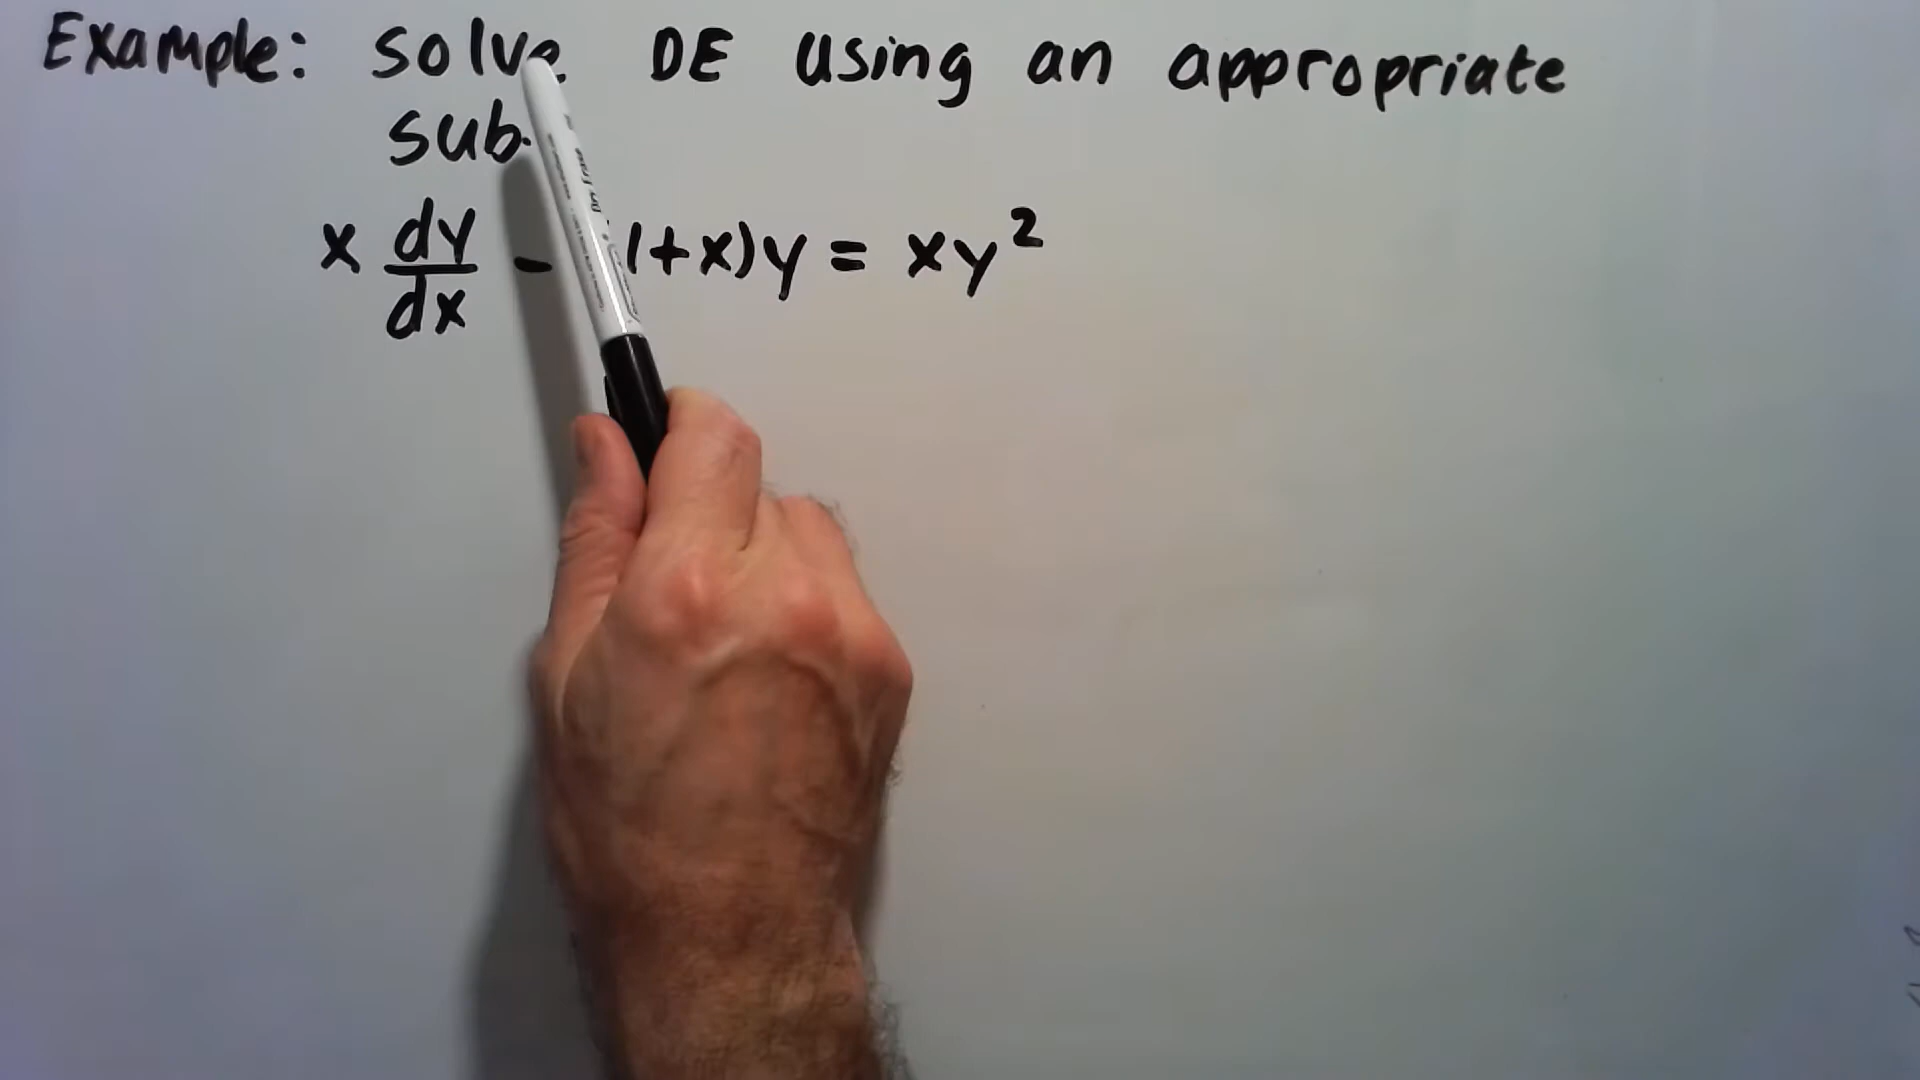 Example: solve DE using an appropriate
sub.
x dy/dx - (1+x)y = xy²